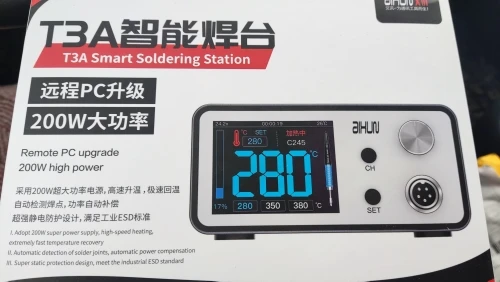 AIHUN
T3A智能焊台
T3A Smart Soldering Station
远程PC升级
200W大功率
Remote PC upgrade
200W high power
采用200W超大功率电源,高速升温,极速回温
自动检测焊点,功率自动补偿
超强静电防护设计,满足工业ESD标准
I. Adopt 200W super power supply, high-speed heating,
extremely fast temperature recovery
II. Automatic detection of solder joints, automatic power compensation
III. Super static protection design, meet the industrial ESD standard
24.2v 00:00:19 26℃
℃ SET 加热中
280 C245
280 ℃
17% 280 350 380
AIHUN
CH
SET